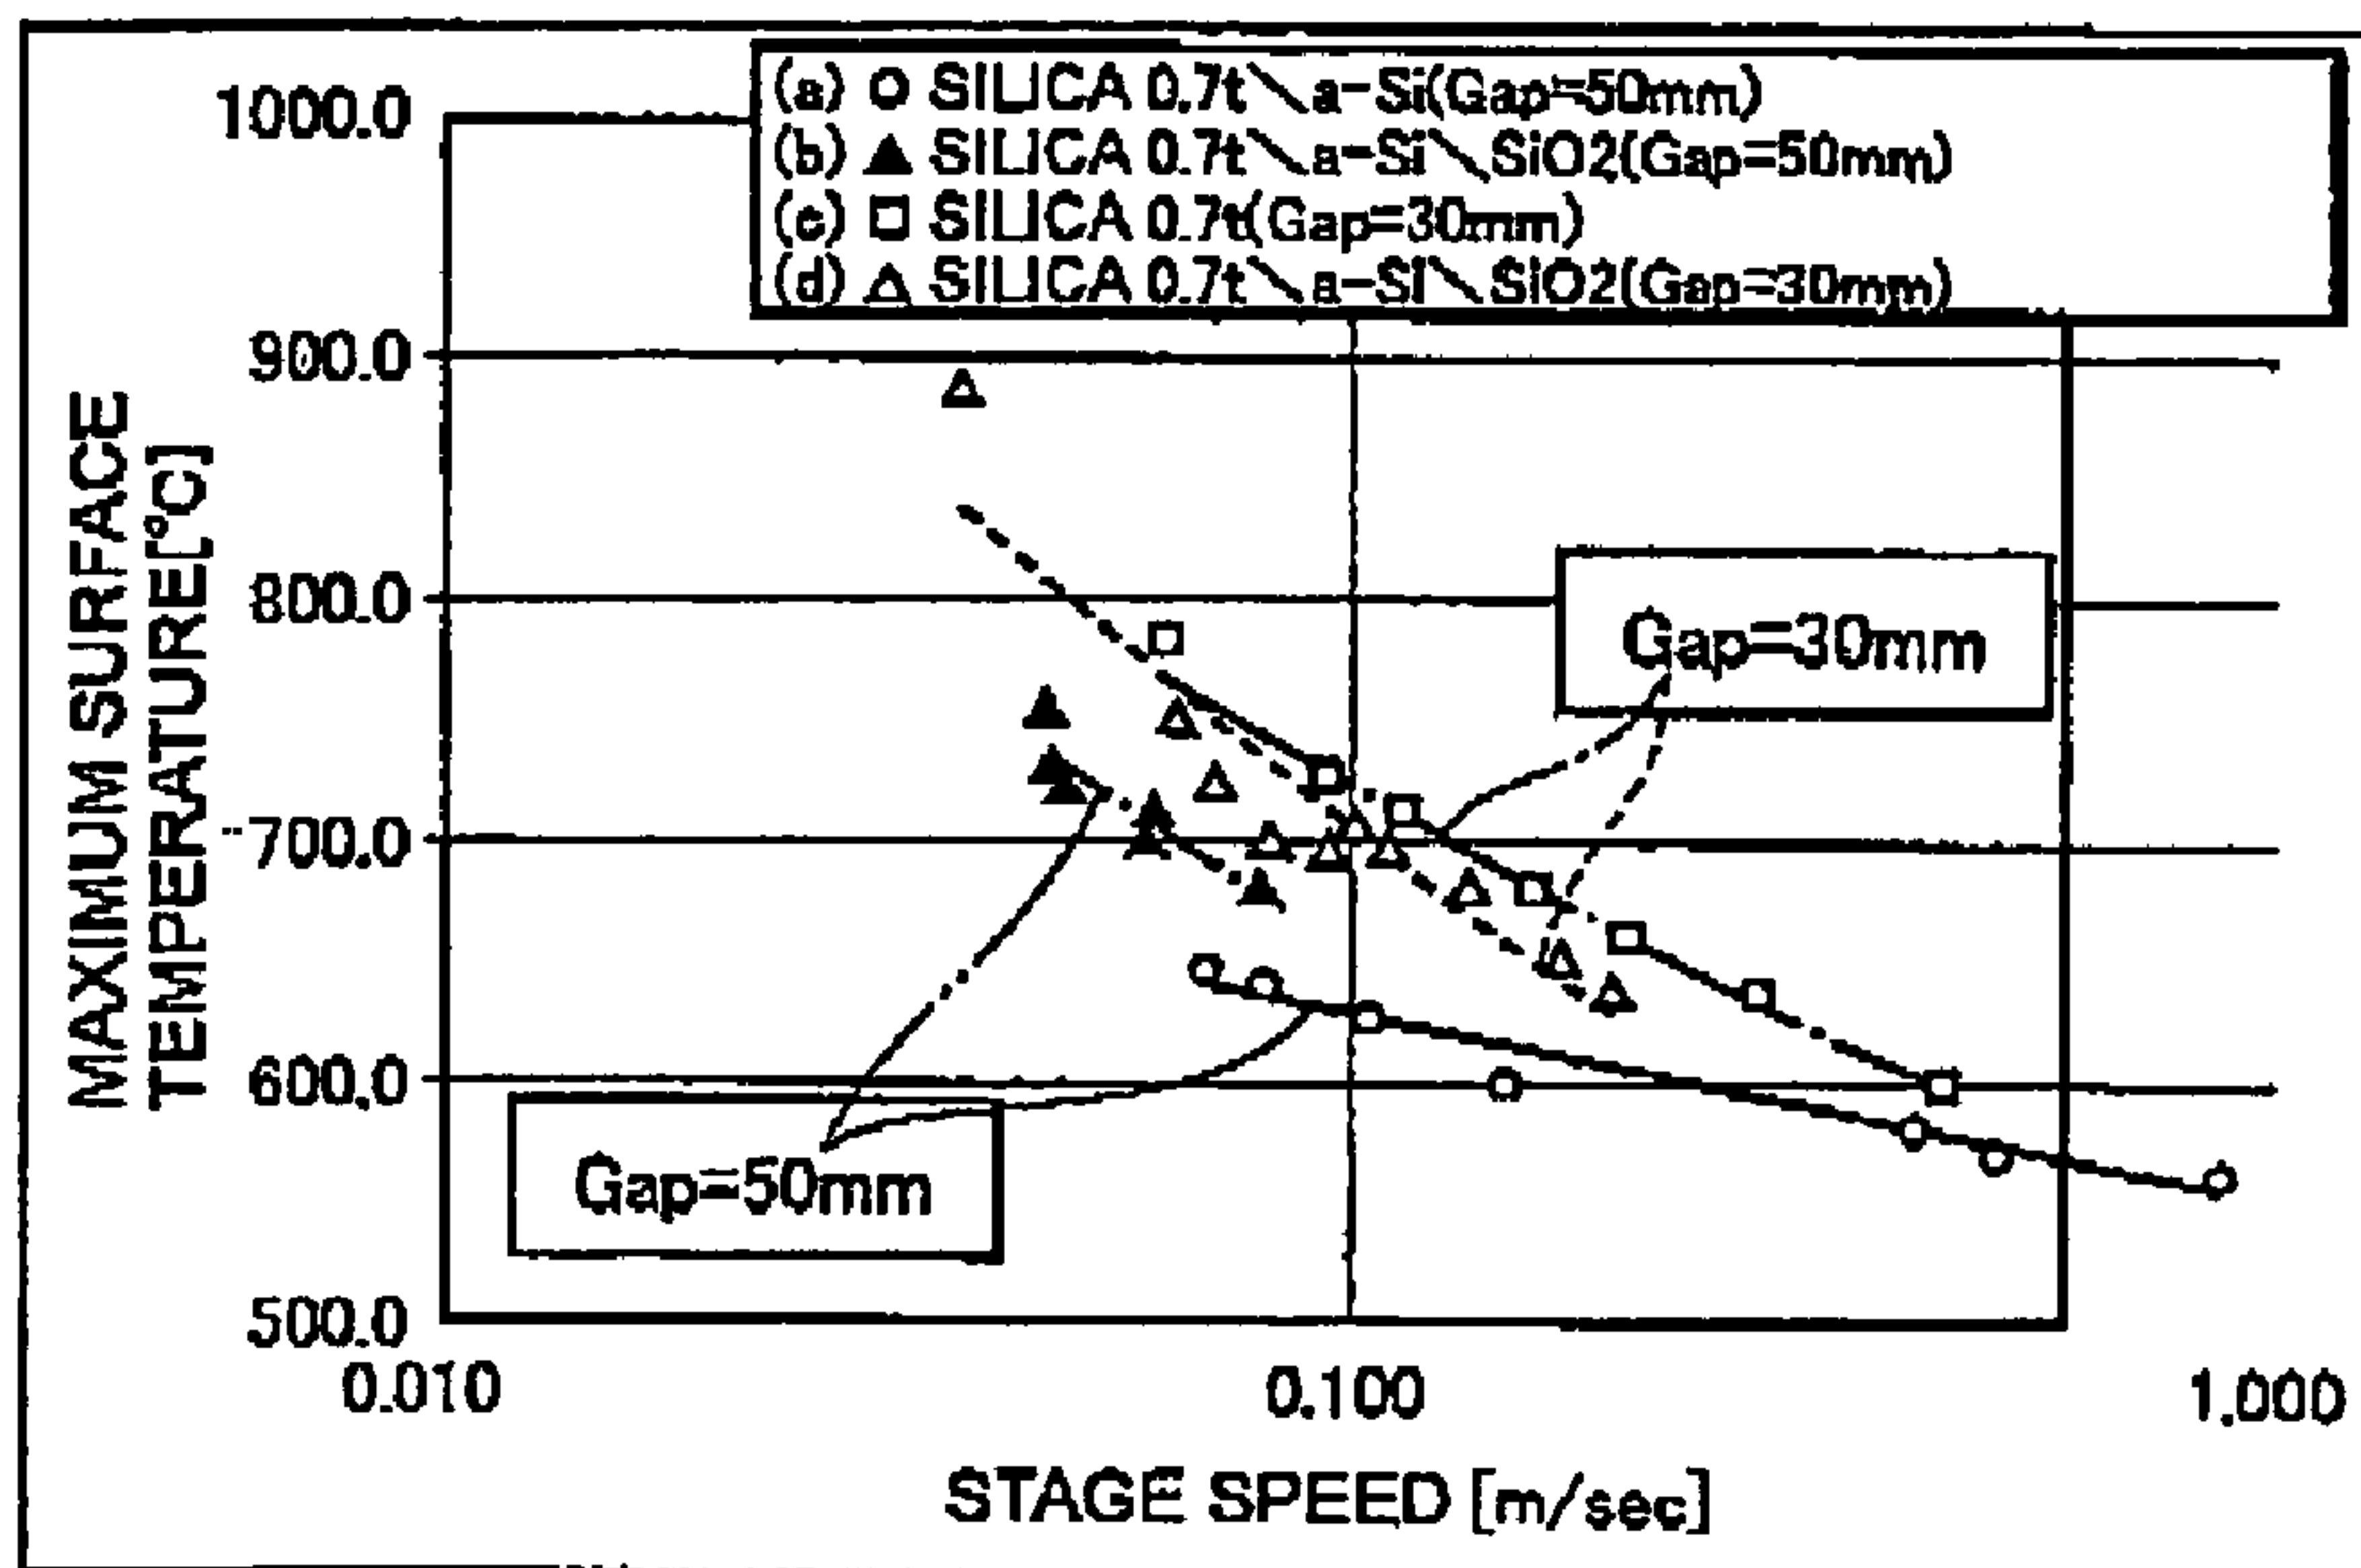 (a) ○ SILICA 0.7t＼a-Si(Gap=50mm)
(b) ▲ SILICA 0.7t＼a-Si＼SiO2(Gap=50mm)
(c) □ SILICA 0.7t(Gap=30mm)
(d) △ SILICA 0.7t＼a-Si＼SiO2(Gap=30mm)
1000.0
900.0
800.0
700.0
600.0
500.0
MAXIMUM SURFACE
TEMPERATURE[°C]
Gap=30mm
Gap=50mm
0.010
0.100
1.000
STAGE SPEED [m/sec]